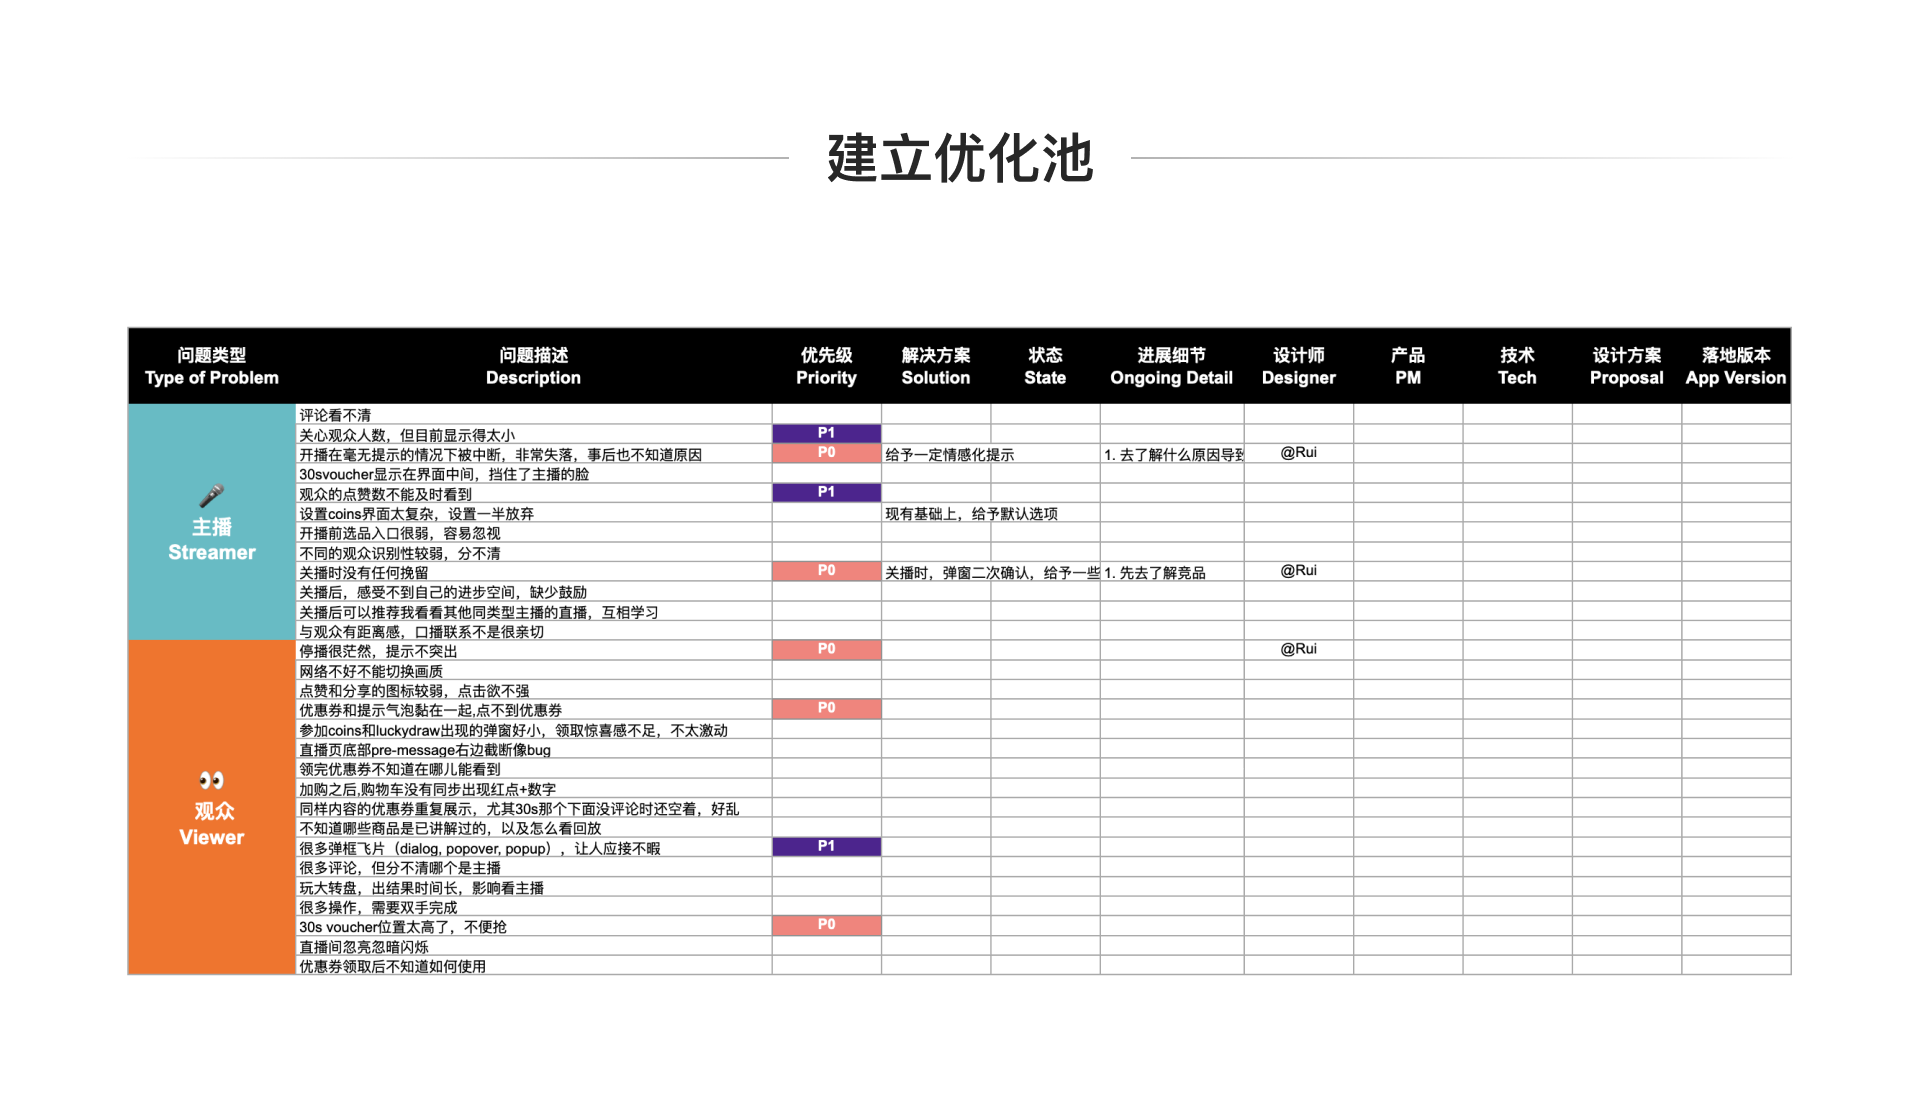 建立优化池
问题类型 问题描述 优先级 解决方案 状态 进展细节 设计师 产品 技术 设计方案 落地版本
Type of Problem Description Priority Solution State Ongoing Detail Designer PM Tech Proposal App Version
主播
Streamer
评论看不清
关心观众人数，但目前显示得太小 P1
开播在毫无提示的情况下被中断，非常失落，事后也不知道原因 P0 给予一定情感化提示 1. 去了解什么原因导致 @Rui
30svoucher显示在界面中间，挡住了主播的脸
观众的点赞数不能及时看到 P1
设置coins界面太复杂，设置一半放弃 现有基础上，给予默认选项
开播前选品入口很弱，容易忽视
不同的观众识别性较弱，分不清
关播时没有任何挽留 P0 关播时，弹窗二次确认，给予一些 1. 先去了解竞品 @Rui
关播后，感受不到自己的进步空间，缺少鼓励
关播后可以推荐我看看其他同类型主播的直播，互相学习
与观众有距离感，口播联系不是很亲切
观众
Viewer
停播很茫然，提示不突出 P0 @Rui
网络不好不能切换画质
点赞和分享的图标较弱，点击欲不强
优惠券和提示气泡黏在一起,点不到优惠券 P0
参加coins和luckydraw出现的弹窗好小，领取惊喜感不足，不太激动
直播页底部pre-message右边截断像bug
领完优惠券不知道在哪儿能看到
加购之后,购物车没有同步出现红点+数字
同样内容的优惠券重复展示，尤其30s那个下面没评论时还空着，好乱
不知道哪些商品是已讲解过的，以及怎么看回放
很多弹框飞片（dialog, popover, popup），让人应接不暇 P1
很多评论，但分不清哪个是主播
玩大转盘，出结果时间长，影响看主播
很多操作，需要双手完成
30s voucher位置太高了，不便抢 P0
直播间忽亮忽暗闪烁
优惠券领取后不知道如何使用